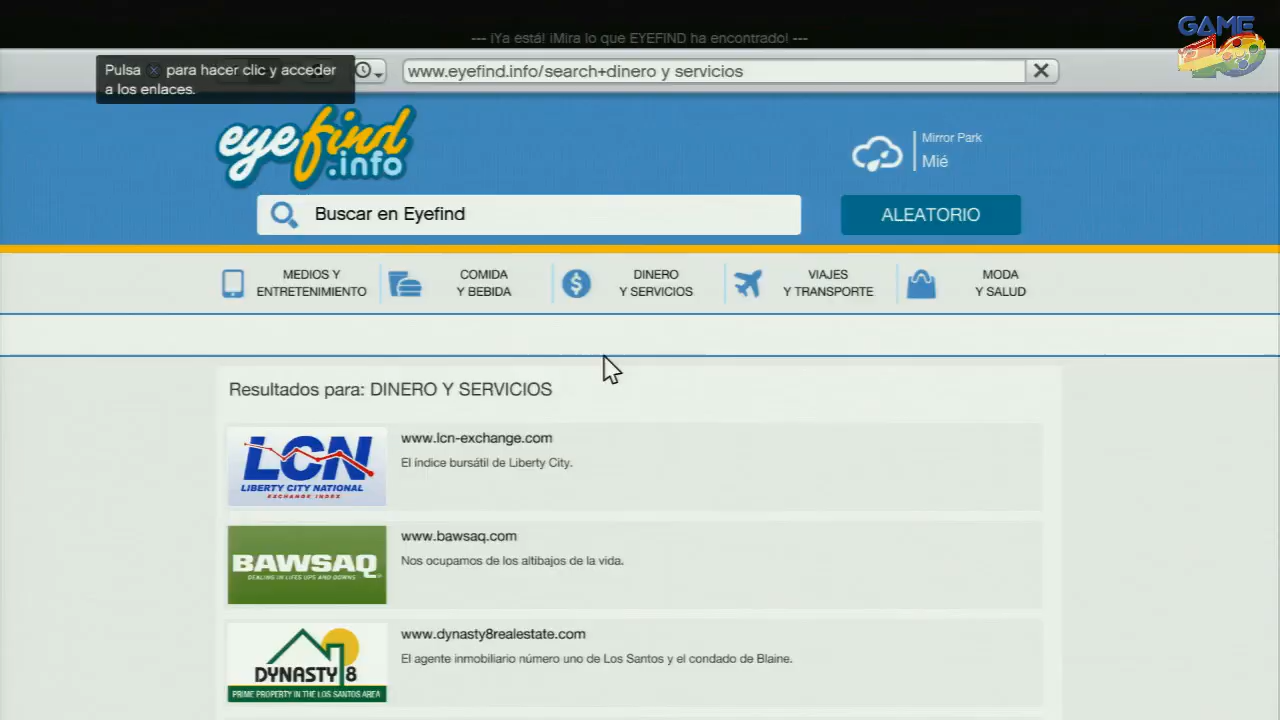 --- ¡Ya está! ¡Mira lo que EYEFIND ha encontrado! ---
GAME
40
Pulsa para hacer clic y acceder
a los enlaces.
www.eyefind.info/search+dinero y servicios
eyefind
.info
Mirror Park
Mié
Buscar en Eyefind
ALEATORIO
MEDIOS Y
ENTRETENIMIENTO
COMIDA
Y BEBIDA
DINERO
Y SERVICIOS
VIAJES
Y TRANSPORTE
MODA
Y SALUD
Resultados para: DINERO Y SERVICIOS
LCN
LIBERTY CITY NATIONAL
EXCHANGE INDEX
www.lcn-exchange.com
El índice bursátil de Liberty City.
BAWSAQ
DEALING IN LIFES UPS AND DOWNS
www.bawsaq.com
Nos ocupamos de los altibajos de la vida.
DYNASTY 8
PRIME PROPERTY IN THE LOS SANTOS AREA
www.dynasty8realestate.com
El agente inmobiliario número uno de Los Santos y el condado de Blaine.